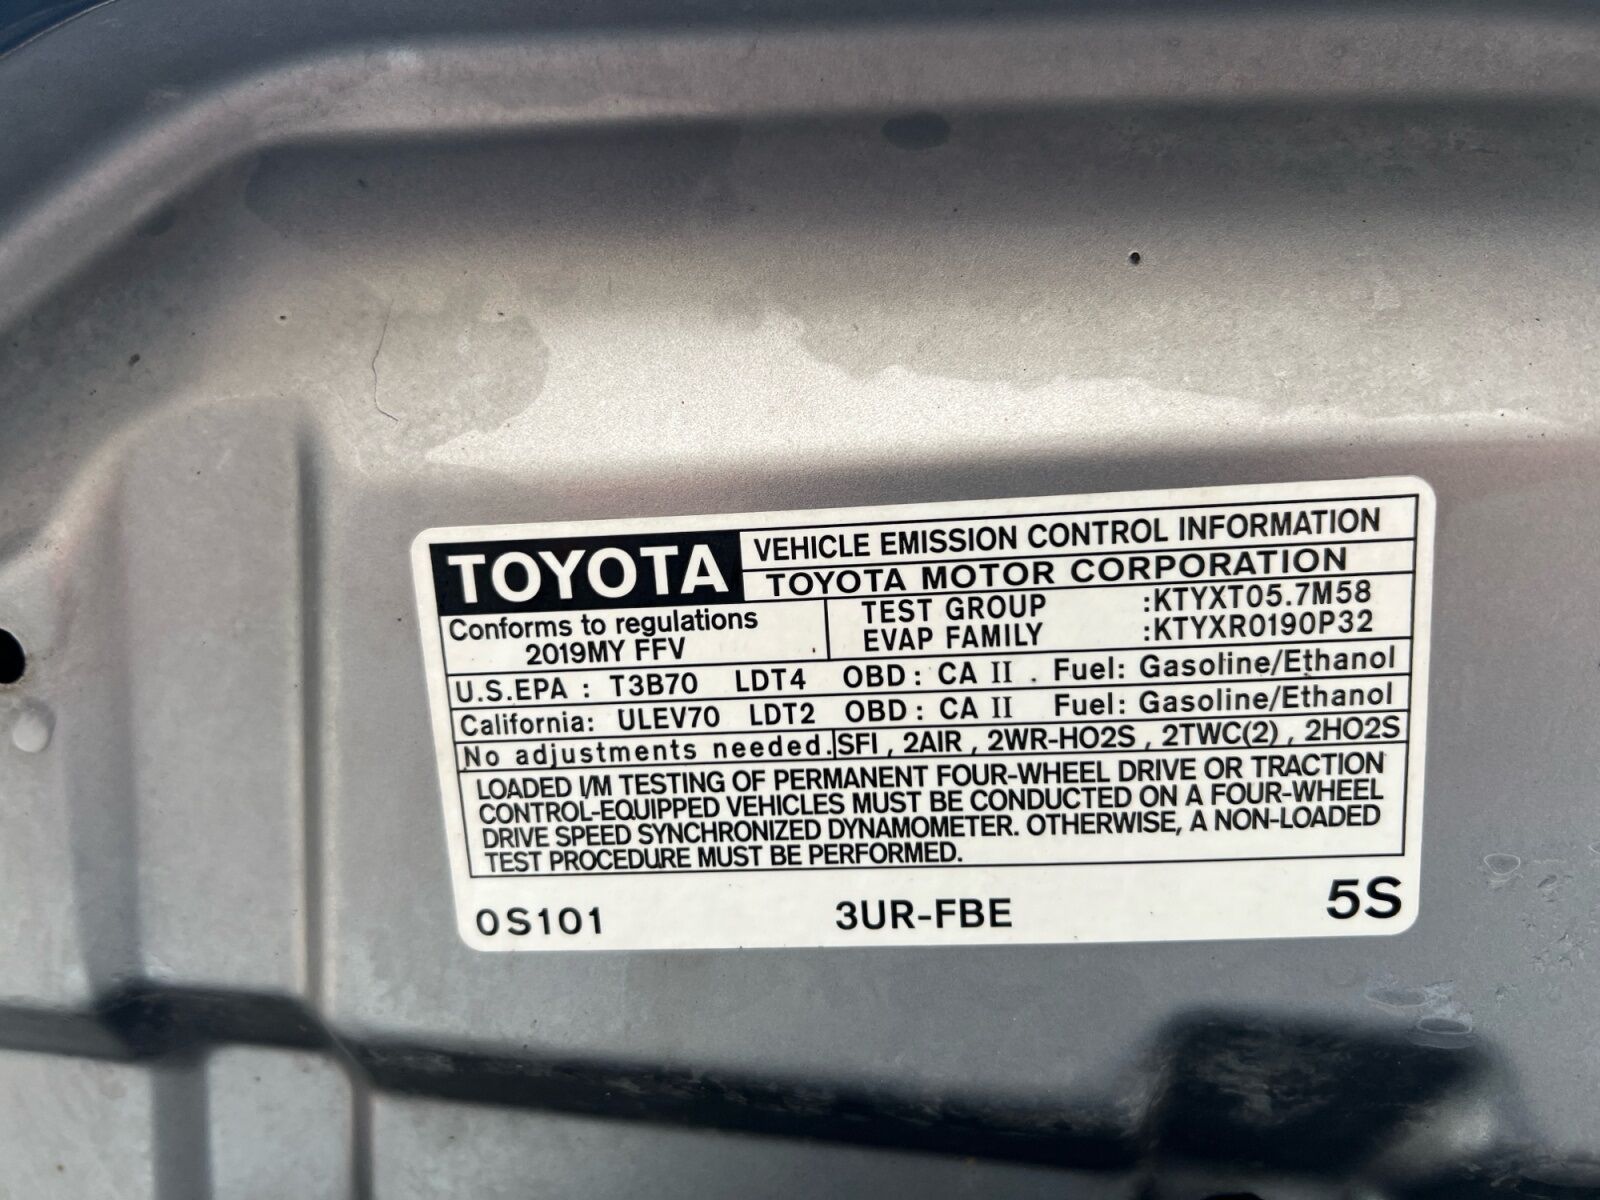 TOYOTA
VEHICLE EMISSION CONTROL INFORMATION
TOYOTA MOTOR CORPORATION
Conforms to regulations
2019MY FFV
TEST GROUP :KTYXT05.7M58
EVAP FAMILY :KTYXR0190P32
U.S.EPA : T3B70 LDT4 OBD : CA II . Fuel: Gasoline/Ethanol
California: ULEV70 LDT2 OBD : CA II Fuel: Gasoline/Ethanol
No adjustments needed. SFI , 2AIR , 2WR-HO2S , 2TWC(2) , 2HO2S
LOADED I/M TESTING OF PERMANENT FOUR-WHEEL DRIVE OR TRACTION
CONTROL-EQUIPPED VEHICLES MUST BE CONDUCTED ON A FOUR-WHEEL
DRIVE SPEED SYNCHRONIZED DYNAMOMETER. OTHERWISE, A NON-LOADED
TEST PROCEDURE MUST BE PERFORMED.
0S101 3UR-FBE 5S